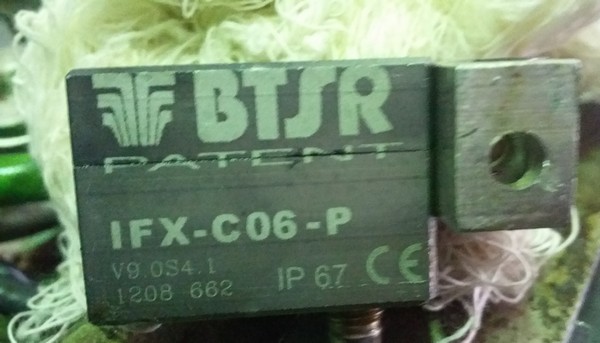 BTSR
PATENT
IFX-C06-P
V9.0S4.1
1208 662 IP 67 CE